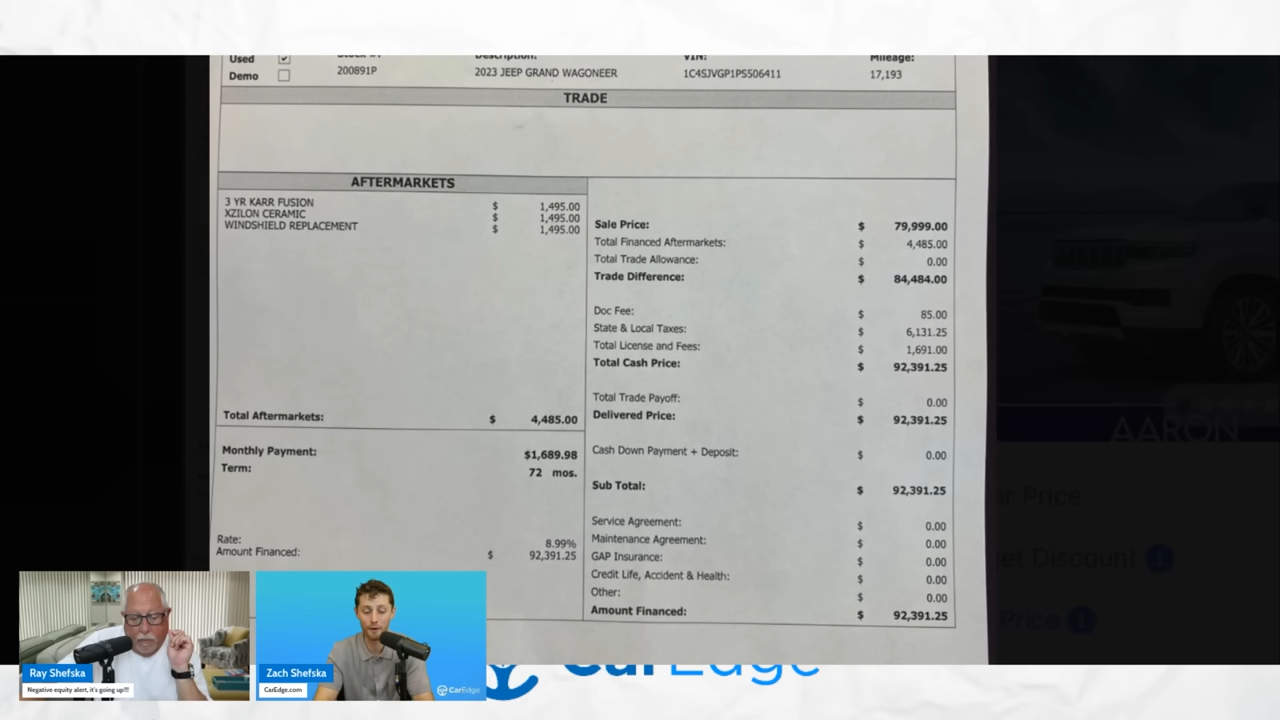 Used
Demo
200891P
Description:
2023 JEEP GRAND WAGONEER
VIN:
1C4SJVGP1PS506411
Mileage:
17,193
TRADE
AFTERMARKETS
3 YR KARR FUSION $ 1,495.00
XZILON CERAMIC $ 1,495.00
WINDSHIELD REPLACEMENT $ 1,495.00
Total Aftermarkets: $ 4,485.00
Monthly Payment: $1,689.98
Term: 72 mos.
Rate: 8.99%
Amount Financed: $ 92,391.25
Sale Price: $ 79,999.00
Total Financed Aftermarkets: $ 4,485.00
Total Trade Allowance: $ 0.00
Trade Difference: $ 84,484.00
Doc Fee: $ 85.00
State & Local Taxes: $ 6,131.25
Total License and Fees: $ 1,691.00
Total Cash Price: $ 92,391.25
Total Trade Payoff: $ 0.00
Delivered Price: $ 92,391.25
Cash Down Payment + Deposit: $ 0.00
Sub Total: $ 92,391.25
Service Agreement: $ 0.00
Maintenance Agreement: $ 0.00
GAP Insurance: $ 0.00
Credit Life, Accident & Health: $ 0.00
Other: $ 0.00
Amount Financed: $ 92,391.25
AARON
Price
Discount
Price
Ray Shefska
Negative equity alert, it's going up!!!
Zach Shefska
CarEdge.com
CarEdge
CarEdge